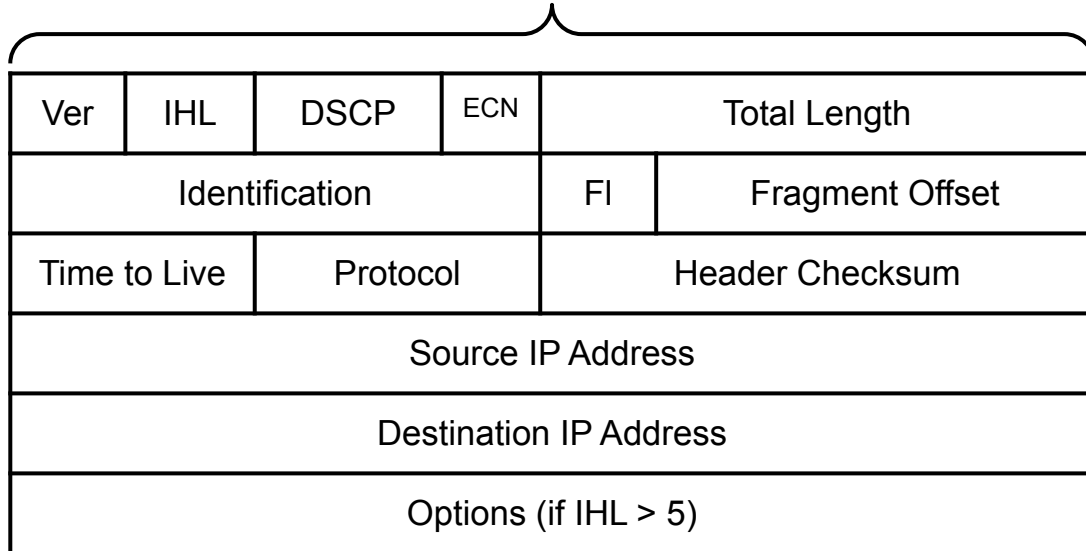 Ver IHL DSCP ECN Total Length
Identification Fl Fragment Offset
Time to Live Protocol Header Checksum
Source IP Address
Destination IP Address
Options (if IHL > 5)